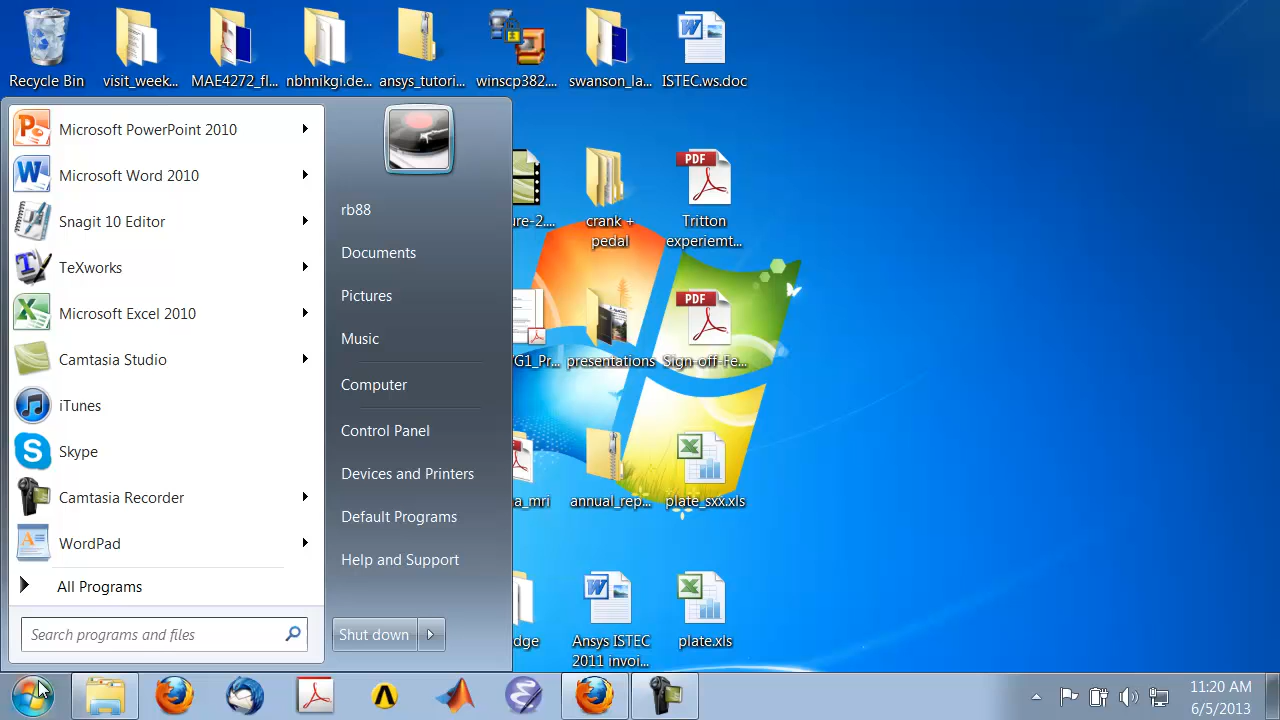 Recycle Bin
visit_week...
MAE4272_fl...
nbhnikgi.de...
ansys_tutori...
winscp382....
swanson_la...
ISTEC.ws.doc
Microsoft PowerPoint 2010
Microsoft Word 2010
Snagit 10 Editor
TeXworks
Microsoft Excel 2010
Camtasia Studio
iTunes
Skype
Camtasia Recorder
WordPad
All Programs
Search programs and files
rb88
Documents
Pictures
Music
Computer
Control Panel
Devices and Printers
Default Programs
Help and Support
Shut down
ure-2....
crank +
pedal
PDF
Tritton
experiemt...
G1_Pr...
presentations
PDF
Sign-off-Fe...
a_mri
annual_rep...
plate_sxx.xls
dge
Ansys ISTEC
2011 invoi...
plate.xls
11:20 AM
6/5/2013